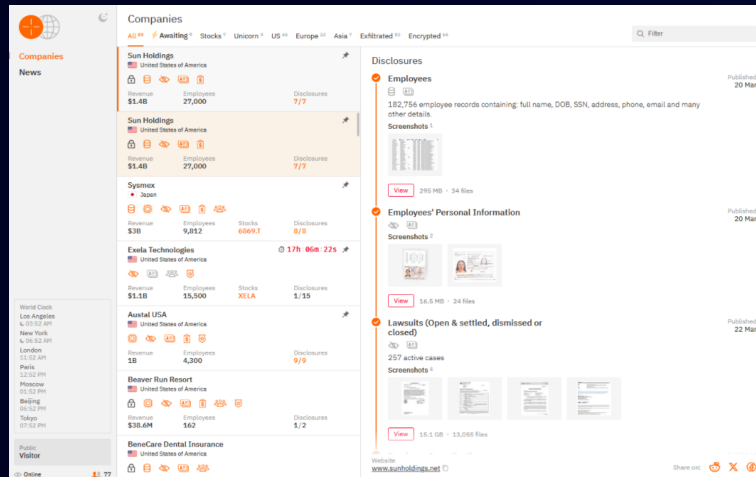 Companies
News
World Clock
Los Angeles
02:52 AM
New York
06:52 AM
London
11:52 AM
Paris
12:52 PM
Moscow
01:52 PM
Beijing
06:52 PM
Tokyo
07:52 PM
Public
Visitor
Online 77
Companies
All Awaiting Stocks Unicorn US Europe Asia Exfiltrated Encrypted
Filter
Sun Holdings
United States of America
Revenue Employees Disclosures
$1.4B 27,000 7/7
Sun Holdings
United States of America
Revenue Employees Disclosures
$1.4B 27,000 7/7
Sysmex
Japan
Revenue Employees Stocks Disclosures
$3B 9,812 6869.T 8/8
Exela Technologies 17h 06m 22s
United States of America
Revenue Employees Stocks Disclosures
$1.1B 15,500 XELA 1/15
Austal USA
United States of America
Revenue Employees Disclosures
1B 4,300 9/9
Beaver Run Resort
United States of America
Revenue Employees Disclosures
$38.6M 162 1/2
BeneCare Dental Insurance
United States of America
Disclosures
Employees
Published
20 Mar
182,756 employee records containing: full name, DOB, SSN, address, phone, email and many
other details.
Screenshots 1
View 295 MB · 34 files
Employees' Personal Information
Published
20 Mar
Screenshots 2
View 16.5 MB · 24 files
Lawsuits (Open & settled, dismissed or
closed)
Published
22 Mar
257 active cases
Screenshots 4
View 15.1 GB · 13,055 files
Website
www.sunholdings.net
Share on: